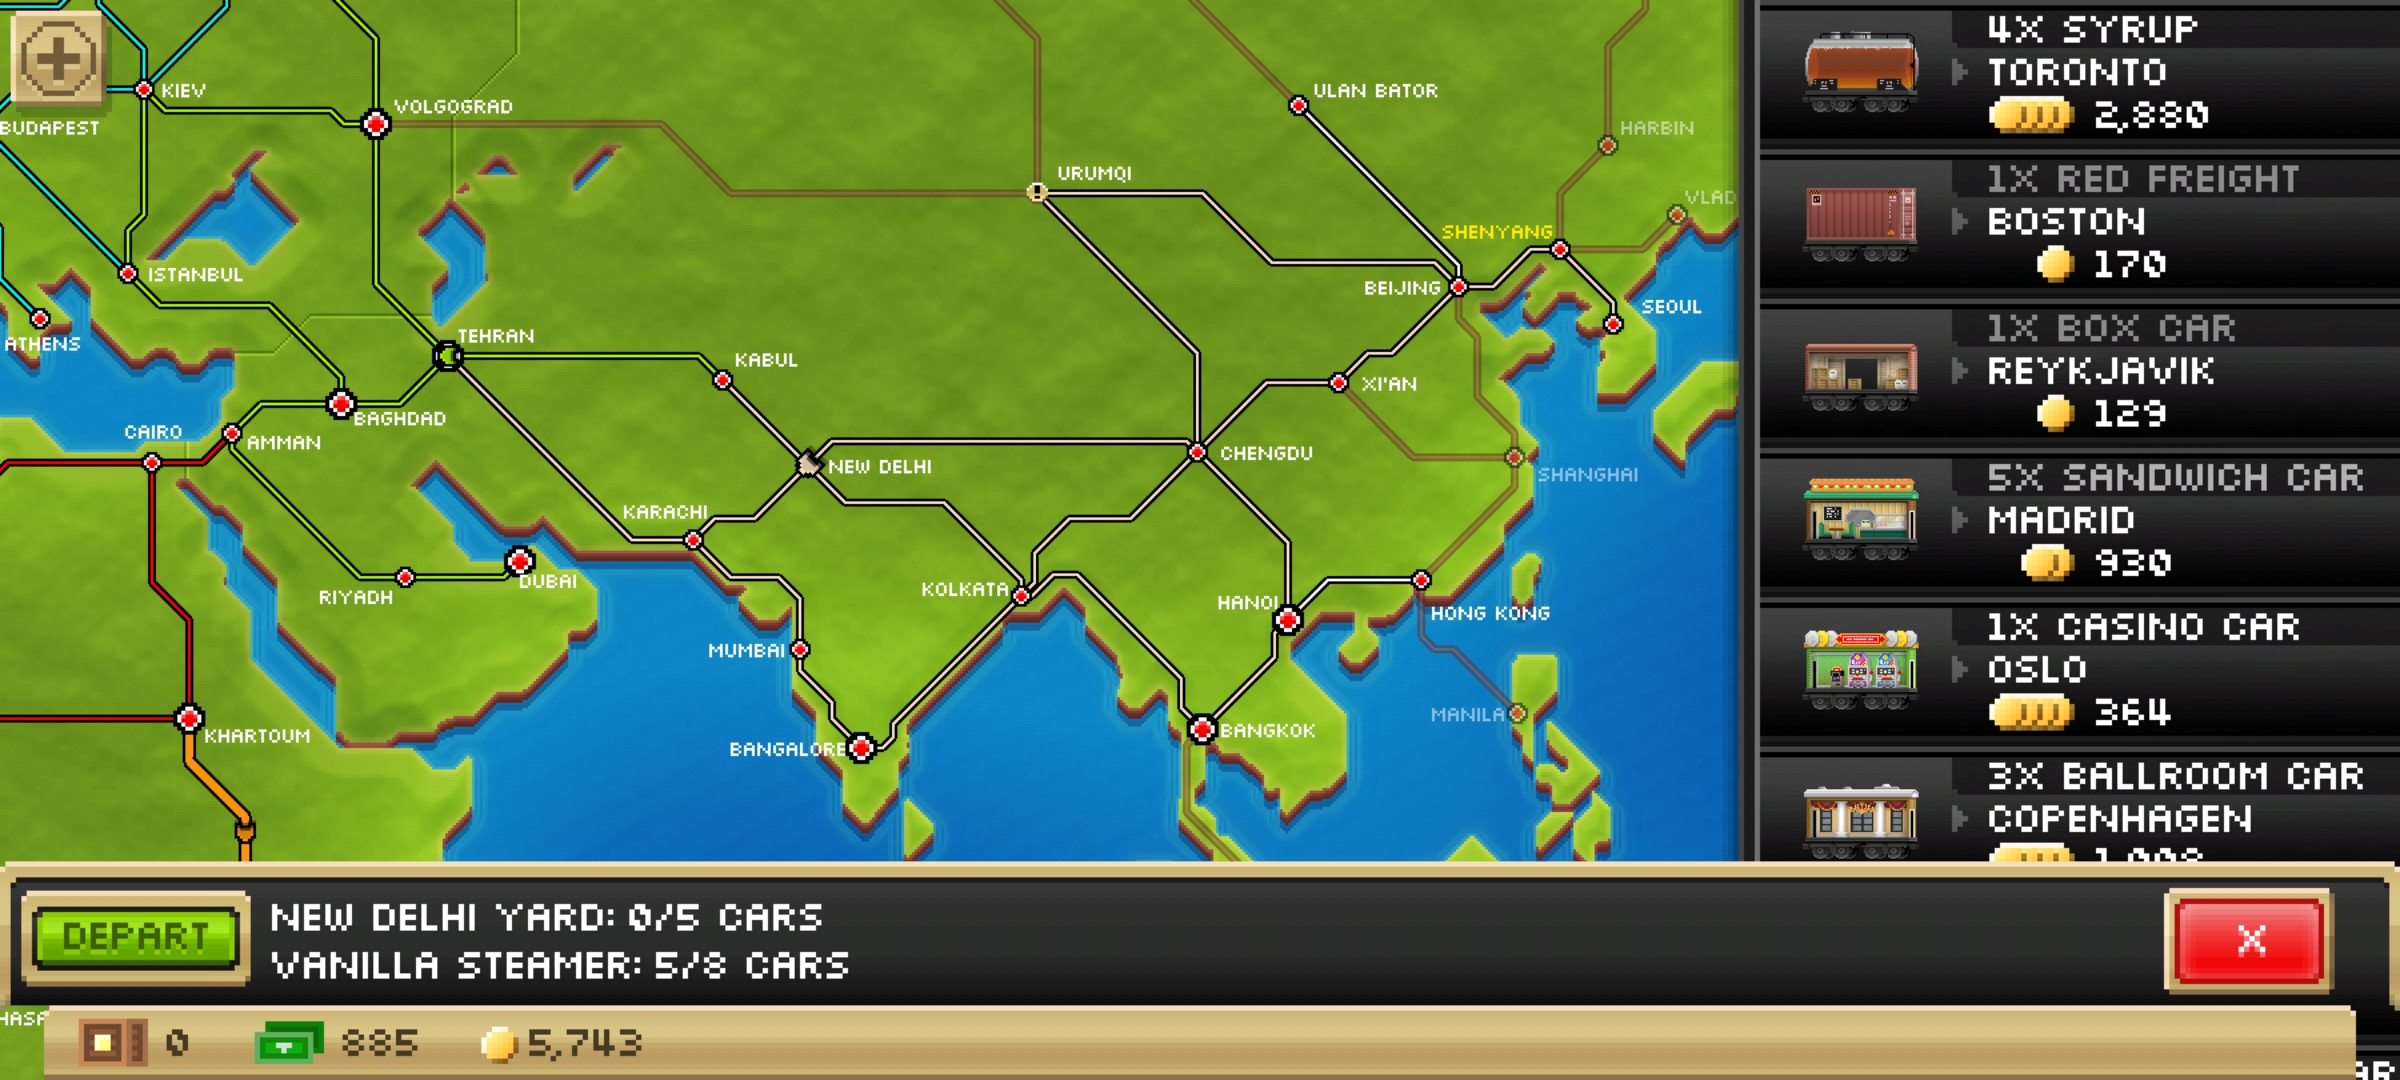 KIEV
BUDAPEST
VOLGOGRAD
ULAN BATOR
HARBIN
URUMQI
VLAD
SHENYANG
ISTANBUL
BEIJING
SEOUL
ATHENS
TEHRAN
KABUL
XI'AN
BAGHDAD
CAIRO
AMMAN
NEW DELHI
CHENGDU
SHANGHAI
KARACHI
RIYADH
DUBAI
KOLKATA
HANOI
HONG KONG
MUMBAI
MANILA
KHARTOUM
BANGALORE
BANGKOK
4X SYRUP
TORONTO
2,880
1X RED FREIGHT
BOSTON
170
1X BOX CAR
REYKJAVIK
129
5X SANDWICH CAR
MADRID
930
1X CASINO CAR
OSLO
364
3X BALLROOM CAR
COPENHAGEN
1,008
DEPART
NEW DELHI YARD: 0/5 CARS
VANILLA STEAMER: 5/8 CARS
X
0
885
5,743